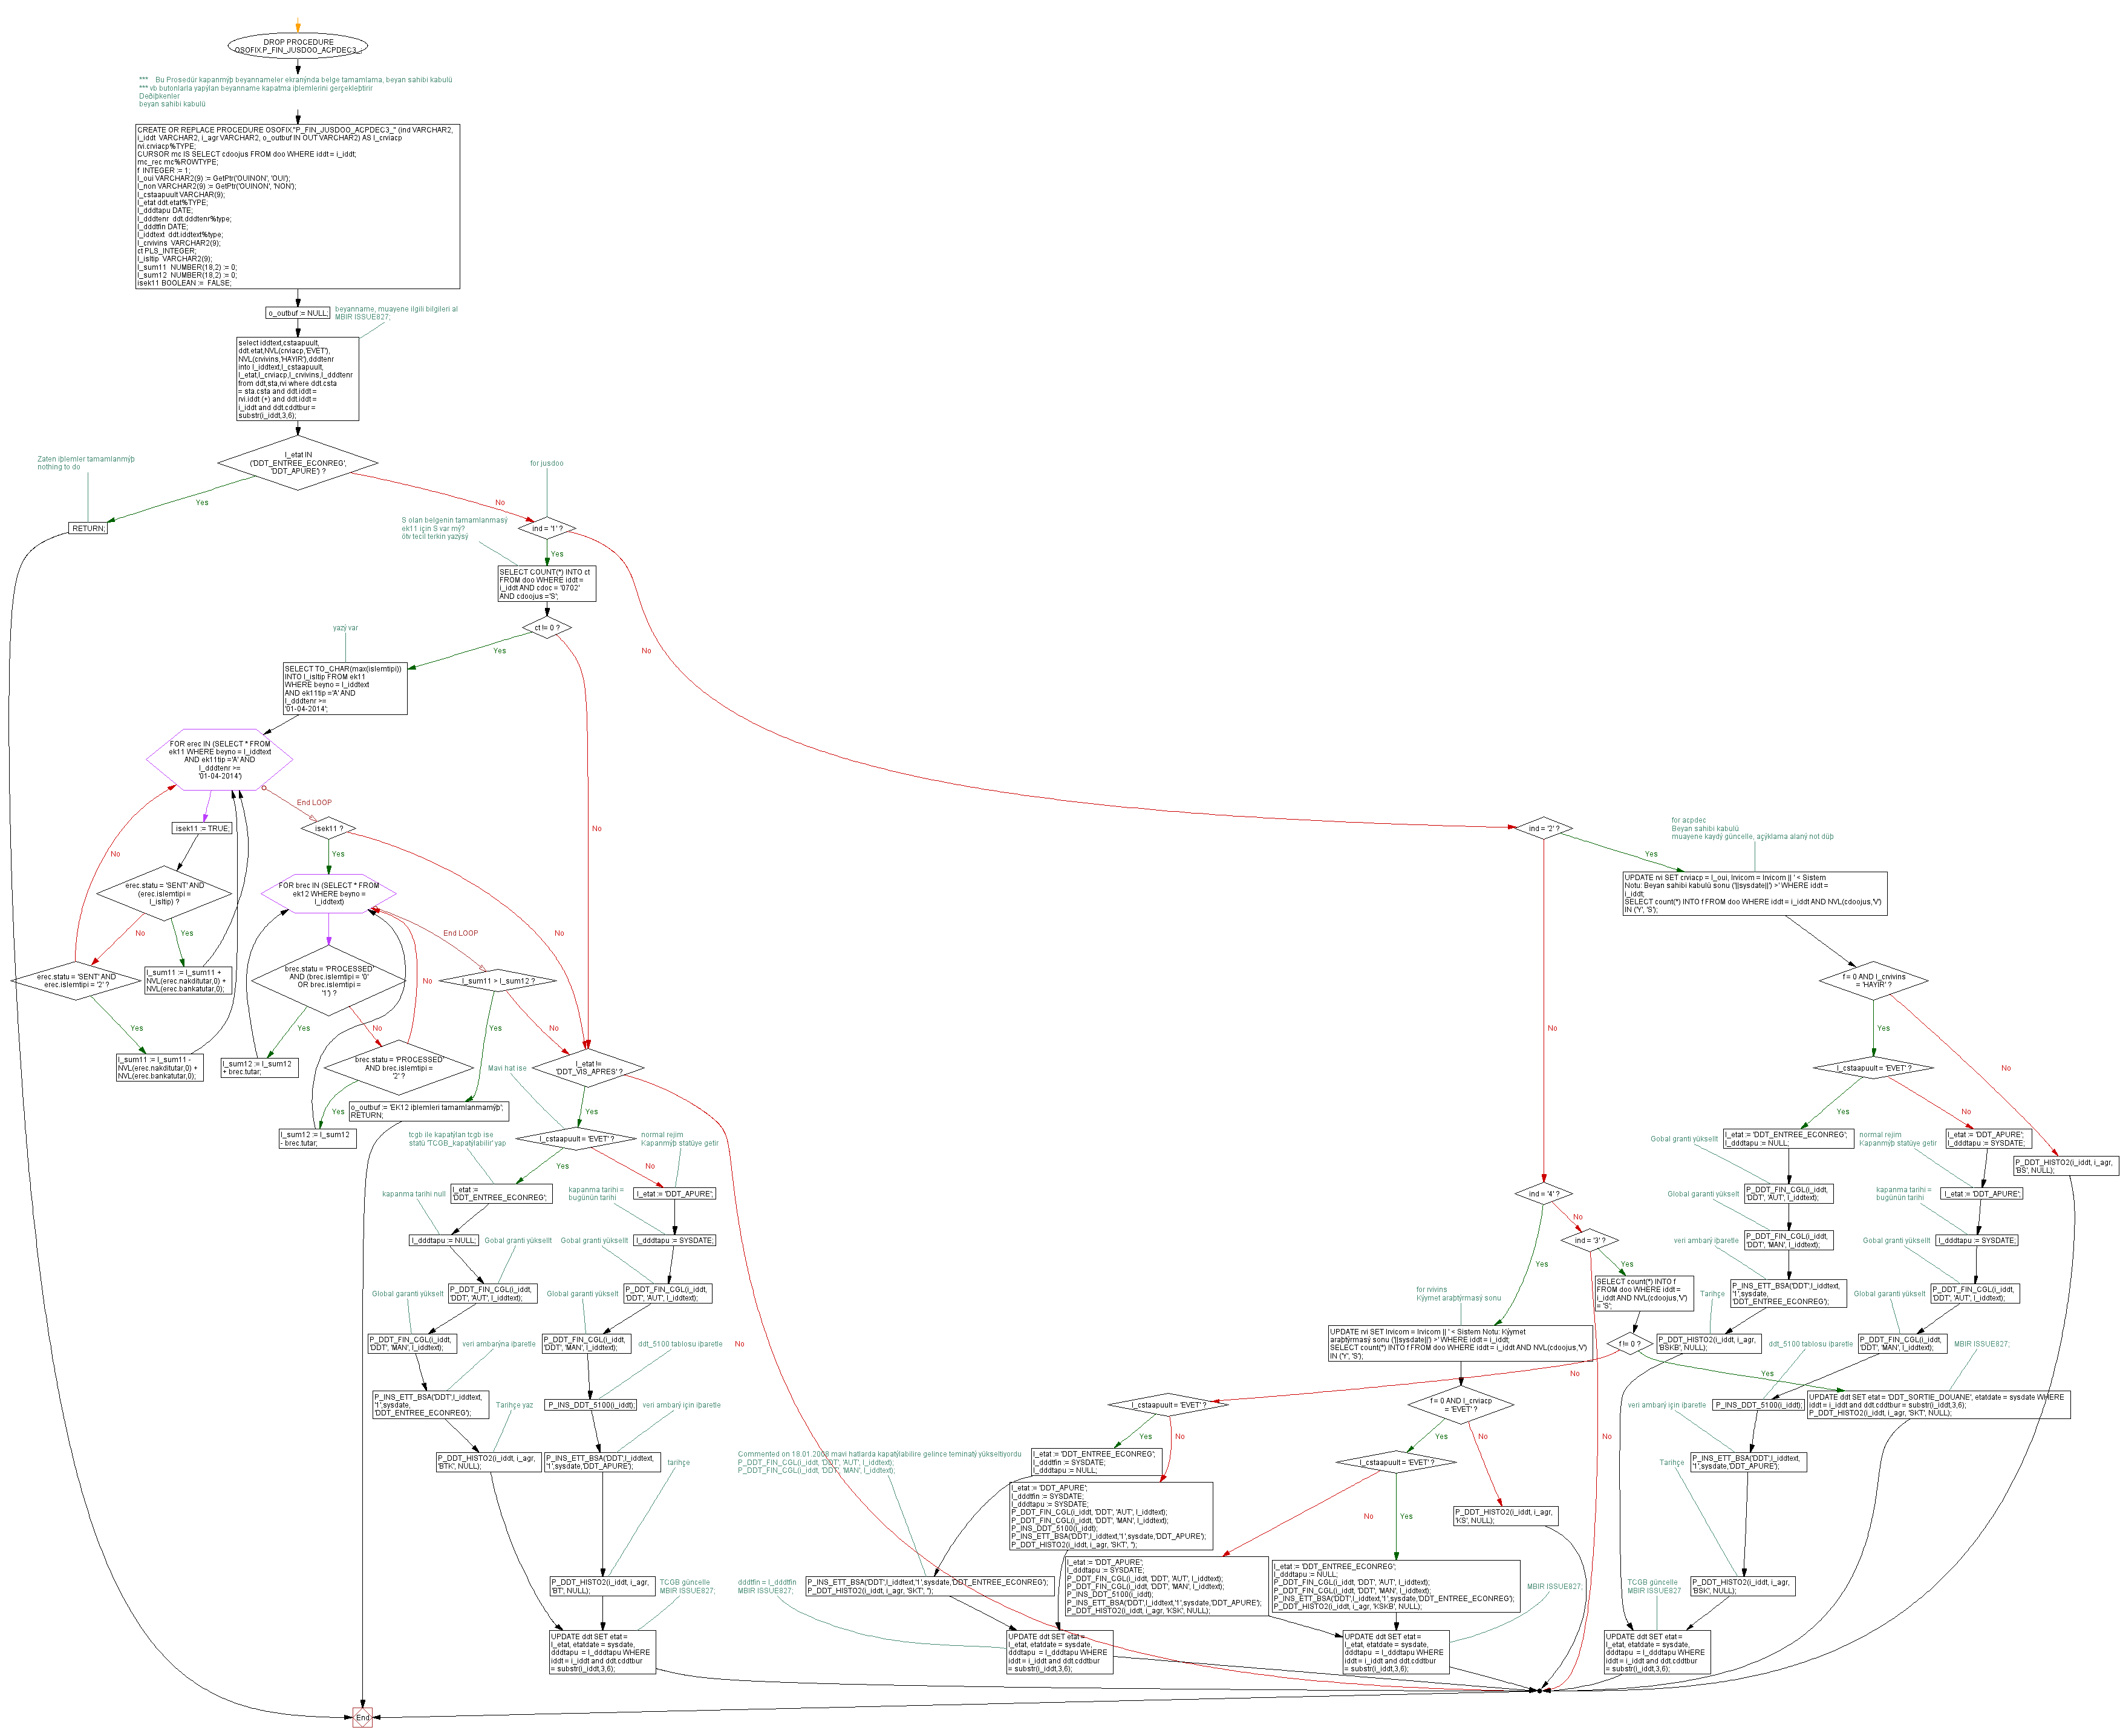 DROP PROCEDURE
OSOFIX.P_FIN_JUSDOO_ACPDEC3_;
*** Bu Prosedür kapanmýþ beyannameler ekranýnda belge tamamlama, beyan sahibi kabulü
*** vb butonlarla yapýlan beyanname kapatma iþlemlerini gerçekleþtirir
Deðiþkenler
beyan sahibi kabulü
CREATE OR REPLACE PROCEDURE OSOFIX."P_FIN_JUSDOO_ACPDEC3_" (ind VARCHAR2,
i_iddt VARCHAR2, i_agr VARCHAR2, o_outbuf IN OUT VARCHAR2) AS l_crviacp
rvi.crviacp%TYPE;
CURSOR mc IS SELECT cdoojus FROM doo WHERE iddt = i_iddt;
mc_rec mc%ROWTYPE;
f INTEGER := 1;
l_oui VARCHAR2(9) := GetPtr('OUINON', 'OUI');
l_non VARCHAR2(9) := GetPtr('OUINON', 'NON');
l_cstaapuult VARCHAR(9);
l_etat ddt.etat%TYPE;
l_dddtapu DATE;
l_dddtenr ddt.dddtenr%type;
l_dddtfin DATE;
l_iddtext ddt.iddtext%type;
l_crvivins VARCHAR2(9);
ct PLS_INTEGER;
l_isltip VARCHAR2(9);
l_sum11 NUMBER(18,2) := 0;
l_sum12 NUMBER(18,2) := 0;
isek11 BOOLEAN := FALSE;
o_outbuf := NULL;
beyanname, muayene ilgili bilgileri al
MBIR ISSUE827;
select iddtext,cstaapuult,
ddt.etat,NVL(crviacp,'EVET'),
NVL(crvivins,'HAYIR'),dddtenr
into l_iddtext,l_cstaapuult,
l_etat,l_crviacp,l_crvivins,l_dddtenr
from ddt,sta,rvi where ddt.csta
= sta.csta and ddt.iddt =
rvi.iddt (+) and ddt.iddt =
i_iddt and ddt.cddtbur =
substr(i_iddt,3,6);
l_etat IN
('DDT_ENTREE_ECONREG',
'DDT_APURE') ?
Zaten iþlemler tamamlanmýþ
nothing to do
Yes
No
RETURN;
for jusdoo
ind = '1' ?
S olan belgenin tamamlanmasý
ek11 için S var mý?
ötv tecil terkin yazýsý
Yes
No
SELECT COUNT(*) INTO ct
FROM doo WHERE iddt =
i_iddt AND cdoc = '0702'
AND cdoojus ='S';
ct != 0 ?
yazý var
Yes
No
SELECT TO_CHAR(max(islemtipi))
INTO l_isltip FROM ek11
WHERE beyno = l_iddtext
AND ek11tip ='A' AND
l_dddtenr >=
'01-04-2014';
FOR erec IN (SELECT * FROM
ek11 WHERE beyno = l_iddtext
AND ek11tip ='A' AND
l_dddtenr >=
'01-04-2014')
End LOOP
isek11 := TRUE;
isek11 ?
No
Yes
No
erec.statu = 'SENT' AND
(erec.islemtipi =
l_isltip) ?
No
Yes
erec.statu = 'SENT' AND
erec.islemtipi = '2' ?
l_sum11 := l_sum11 +
NVL(erec.nakditutar,0) +
NVL(erec.bankatutar,0);
Yes
l_sum11 := l_sum11 -
NVL(erec.nakditutar,0) +
NVL(erec.bankatutar,0);
FOR brec IN (SELECT * FROM
ek12 WHERE beyno =
l_iddtext)
End LOOP
No
brec.statu = 'PROCESSED'
AND (brec.islemtipi = '0'
OR brec.islemtipi =
'1') ?
l_sum11 > l_sum12 ?
Yes
No
Yes
No
l_sum12 := l_sum12
+ brec.tutar;
brec.statu = 'PROCESSED'
AND brec.islemtipi =
'2' ?
Yes
l_sum12 := l_sum12
- brec.tutar;
o_outbuf := 'EK12 iþlemleri tamamlanmamýþ';
RETURN;
l_etat !=
'DDT_VIS_APRES' ?
Mavi hat ise
Yes
No
l_cstaapuult = 'EVET' ?
tcgb ile kapatýlan tcgb ise
statü 'TCGB_kapatýlabilir' yap
normal rejim
Kapanmýþ statüye getir
Yes
No
l_etat :=
'DDT_ENTREE_ECONREG';
kapanma tarihi null
l_dddtapu := NULL;
Gobal granti yüksellt
P_DDT_FIN_CGL(i_iddt,
'DDT', 'AUT', l_iddtext);
Global garanti yükselt
P_DDT_FIN_CGL(i_iddt,
'DDT', 'MAN', l_iddtext);
veri ambarýna iþaretle
P_INS_ETT_BSA('DDT',l_iddtext,
'1',sysdate,
'DDT_ENTREE_ECONREG');
Tarihçe yaz
P_DDT_HISTO2(i_iddt, i_agr,
'BTK', NULL);
l_etat := 'DDT_APURE';
kapanma tarihi =
bugünün tarihi
l_dddtapu := SYSDATE;
Gobal granti yüksellt
P_DDT_FIN_CGL(i_iddt,
'DDT', 'AUT', l_iddtext);
Global garanti yükselt
P_DDT_FIN_CGL(i_iddt,
'DDT', 'MAN', l_iddtext);
ddt_5100 tablosu iþaretle
P_INS_DDT_5100(i_iddt);
veri ambarý için iþaretle
P_INS_ETT_BSA('DDT',l_iddtext,
'1',sysdate,'DDT_APURE');
tarihçe
P_DDT_HISTO2(i_iddt, i_agr,
'BT', NULL);
TCGB güncelle
MBIR ISSUE827;
UPDATE ddt SET etat =
l_etat, etatdate = sysdate,
dddtapu = l_dddtapu WHERE
iddt = i_iddt and ddt.cddtbur
= substr(i_iddt,3,6);
ind = '2' ?
for acpdec
Beyan sahibi kabulü
muayene kaydý güncelle, açýklama alaný not düþ
Yes
No
UPDATE rvi SET crviacp = l_oui, lrvicom = lrvicom || ' < Sistem
Notu: Beyan sahibi kabulü sonu ('||sysdate||') >' WHERE iddt =
i_iddt;
SELECT count(*) INTO f FROM doo WHERE iddt = i_iddt AND NVL(cdoojus,'V')
IN ('Y', 'S');
f = 0 AND l_crvivins
= 'HAYIR' ?
Yes
No
l_cstaapuult = 'EVET' ?
Yes
No
l_etat := 'DDT_ENTREE_ECONREG';
l_dddtapu := NULL;
Gobal granti yüksellt
P_DDT_FIN_CGL(i_iddt,
'DDT', 'AUT', l_iddtext);
Global garanti yükselt
P_DDT_FIN_CGL(i_iddt,
'DDT', 'MAN', l_iddtext);
veri ambarý iþaretle
P_INS_ETT_BSA('DDT',l_iddtext,
'1',sysdate,
'DDT_ENTREE_ECONREG');
Tarihçe
P_DDT_HISTO2(i_iddt, i_agr,
'BSKB', NULL);
l_etat := 'DDT_APURE';
l_dddtapu := SYSDATE;
normal rejim
Kapanmýþ statüye getir
l_etat := 'DDT_APURE';
kapanma tarihi =
bugünün tarihi
l_dddtapu := SYSDATE;
Gobal granti yüksellt
P_DDT_FIN_CGL(i_iddt,
'DDT', 'AUT', l_iddtext);
Global garanti yükselt
P_DDT_FIN_CGL(i_iddt,
'DDT', 'MAN', l_iddtext);
ddt_5100 tablosu iþaretle
P_INS_DDT_5100(i_iddt);
veri ambarý için iþaretle
P_INS_ETT_BSA('DDT',l_iddtext,
'1',sysdate,'DDT_APURE');
Tarihçe
P_DDT_HISTO2(i_iddt, i_agr,
'BSK', NULL);
TCGB güncelle
MBIR ISSUE827
UPDATE ddt SET etat =
l_etat, etatdate = sysdate,
dddtapu = l_dddtapu WHERE
iddt = i_iddt and ddt.cddtbur
= substr(i_iddt,3,6);
P_DDT_HISTO2(i_iddt, i_agr,
'BS', NULL);
ind = '4' ?
No
Yes
ind = '3' ?
Yes
No
for rvivins
Kýymet araþtýrmasý sonu
UPDATE rvi SET lrvicom = lrvicom || ' < Sistem Notu: Kýymet
araþtýrmasý sonu ('||sysdate||') >' WHERE iddt = i_iddt;
SELECT count(*) INTO f FROM doo WHERE iddt = i_iddt AND NVL(cdoojus,'V')
IN ('Y', 'S');
f = 0 AND l_crviacp
= 'EVET' ?
Yes
No
l_cstaapuult = 'EVET' ?
No
Yes
P_DDT_HISTO2(i_iddt, i_agr,
'KS', NULL);
l_etat := 'DDT_APURE';
l_dddtapu := SYSDATE;
P_DDT_FIN_CGL(i_iddt, 'DDT', 'AUT', l_iddtext);
P_DDT_FIN_CGL(i_iddt, 'DDT', 'MAN', l_iddtext);
P_INS_DDT_5100(i_iddt);
P_INS_ETT_BSA('DDT',l_iddtext,'1',sysdate,'DDT_APURE');
P_DDT_HISTO2(i_iddt, i_agr, 'KSK', NULL);
l_etat := 'DDT_ENTREE_ECONREG';
l_dddtapu := NULL;
P_DDT_FIN_CGL(i_iddt, 'DDT', 'AUT', l_iddtext);
P_DDT_FIN_CGL(i_iddt, 'DDT', 'MAN', l_iddtext);
P_INS_ETT_BSA('DDT',l_iddtext,'1',sysdate,'DDT_ENTREE_ECONREG');
P_DDT_HISTO2(i_iddt, i_agr, 'KSKB', NULL);
MBIR ISSUE827;
UPDATE ddt SET etat =
l_etat, etatdate = sysdate,
dddtapu = l_dddtapu WHERE
iddt = i_iddt and ddt.cddtbur
= substr(i_iddt,3,6);
SELECT count(*) INTO f
FROM doo WHERE iddt =
i_iddt AND NVL(cdoojus,'V')
= 'S';
f != 0 ?
No
Yes
MBIR ISSUE827;
UPDATE ddt SET etat = 'DDT_SORTIE_DOUANE', etatdate = sysdate WHERE
iddt = i_iddt and ddt.cddtbur = substr(i_iddt,3,6);
P_DDT_HISTO2(i_iddt, i_agr, 'SKT', NULL);
l_cstaapuult = 'EVET' ?
Yes
No
l_etat := 'DDT_ENTREE_ECONREG';
l_dddtfin := SYSDATE;
l_dddtapu := NULL;
Commented on 18.01.2008 mavi hatlarda kapatýlabilire gelince teminatý yükseltiyordu
P_DDT_FIN_CGL(i_iddt, 'DDT', 'AUT', l_iddtext);
P_DDT_FIN_CGL(i_iddt, 'DDT', 'MAN', l_iddtext);
l_etat := 'DDT_APURE';
l_dddtfin := SYSDATE;
l_dddtapu := SYSDATE;
P_DDT_FIN_CGL(i_iddt, 'DDT', 'AUT', l_iddtext);
P_DDT_FIN_CGL(i_iddt, 'DDT', 'MAN', l_iddtext);
P_INS_DDT_5100(i_iddt);
P_INS_ETT_BSA('DDT',l_iddtext,'1',sysdate,'DDT_APURE');
P_DDT_HISTO2(i_iddt, i_agr, 'SKT', '');
P_INS_ETT_BSA('DDT',l_iddtext,'1',sysdate,'DDT_ENTREE_ECONREG');
P_DDT_HISTO2(i_iddt, i_agr, 'SKT', '');
dddtfin = l_dddtfin
MBIR ISSUE827;
UPDATE ddt SET etat =
l_etat, etatdate = sysdate,
dddtapu = l_dddtapu WHERE
iddt = i_iddt and ddt.cddtbur
= substr(i_iddt,3,6);
End